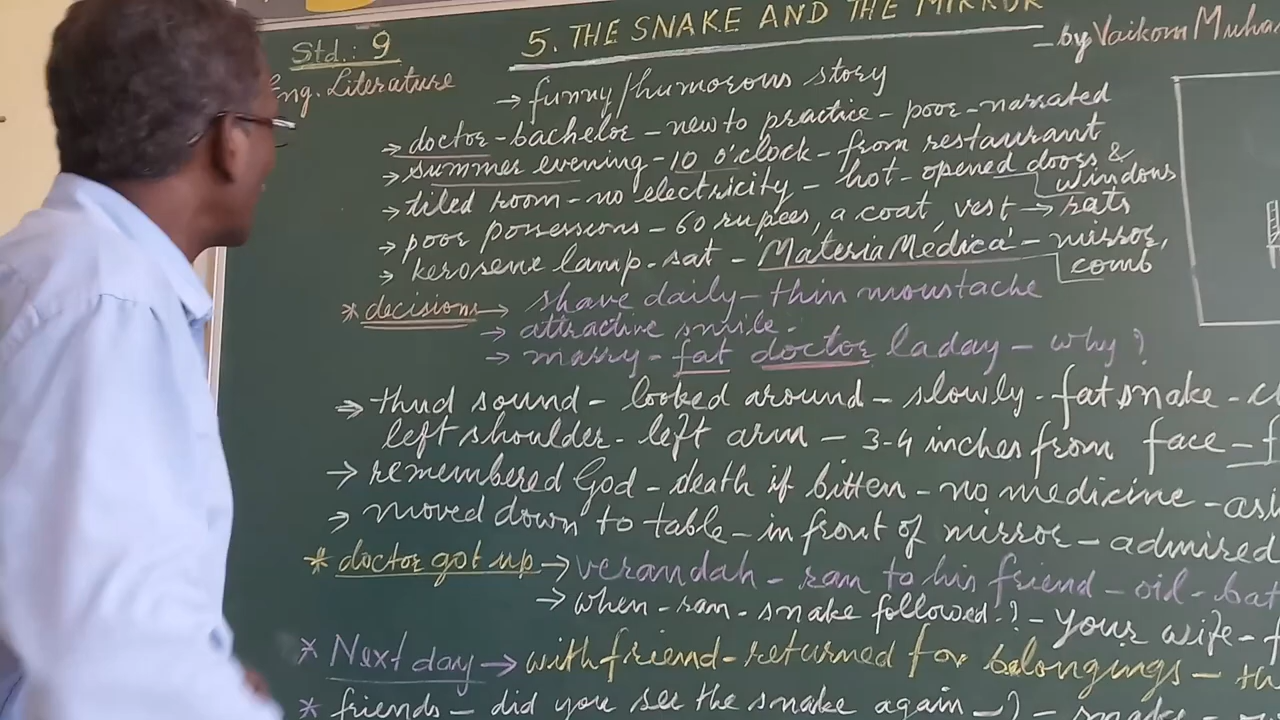 Std.: 9
5. THE SNAKE AND THE MIRROR
- by Vaikom Muha
Eng. Literature
→ funny/humorous story
→ doctor - bachelor - new to practice - poor - narrated
→ summer evening - 10 o'clock - from restaurant
→ tiled room - no electricity - hot - opened doors &
windows
→ poor possessions - 60 rupees, a coat, vest → rats
→ kerosene lamp - sat - 'Materia Medica' - mirror,
comb
* decisions → shave daily - thin moustache
→ attractive smile.
→ marry - fat doctor laday - why?
⇒ thud sound - looked around - slowly - fat snake -
left shoulder - left arm - 3-4 inches from face -
→ remembered God - death if bitten - no medicine -
→ moved down to table - in front of mirror - admired
* doctor got up → verandah - ran to his friend - oil - bat
→ when - ran - snake followed.? - your wife -
* Next day → with friend - returned for belongings -
* friends - did you see the snake again -? -